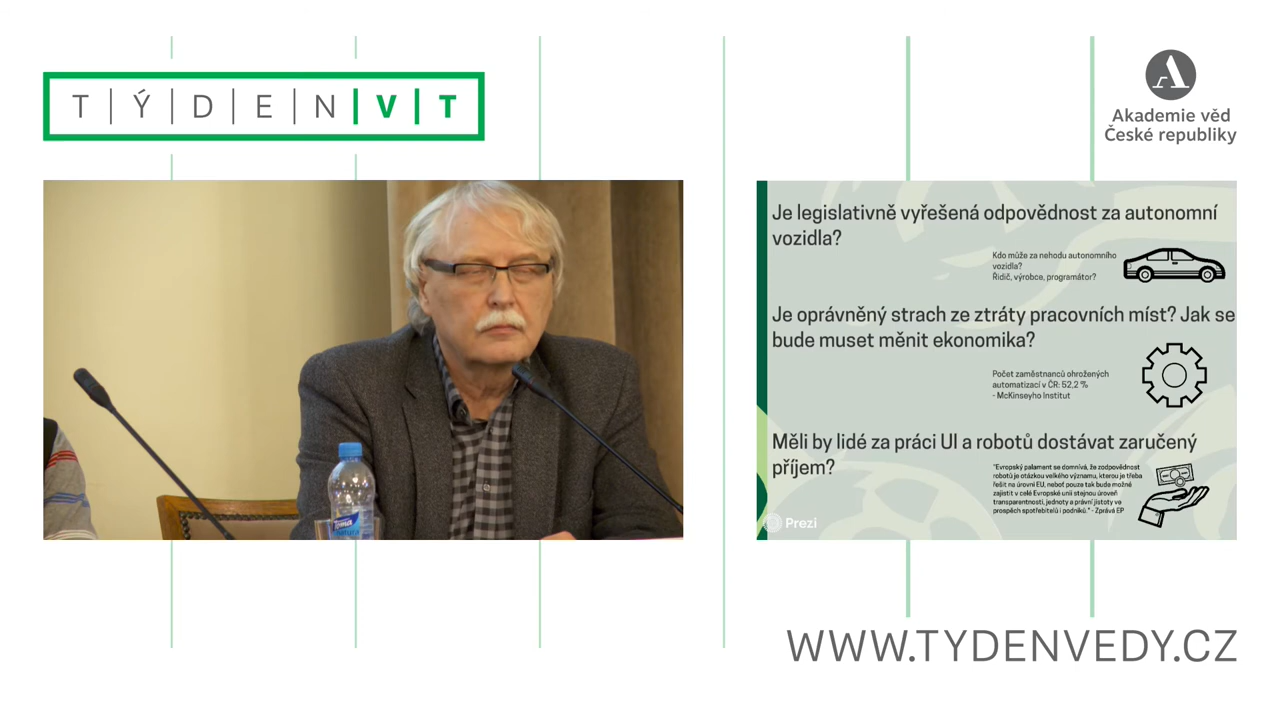 TÝDENVT
Akademie věd
České republiky
Je legislativně vyřešená odpovědnost za autonomní
vozidla?
Kdo může za nehodu autonomního
vozidla?
Řidič, výrobce, programátor?
Je oprávněný strach ze ztráty pracovních míst? Jak se
bude muset měnit ekonomika?
Počet zaměstnanců ohrožených
automatizací v ČR: 52,2 %
- McKinseyho Institut
Měli by lidé za práci UI a robotů dostávat zaručený
příjem?
"Evropský palament se domnívá, že zodpovědnost
robotů je otázkou velkého významu, kterou je třeba
řešit na úrovni EU, neboť pouze tak bude možné
zajistit v celé Evropské unii stejnou úroveň
transparentnosti, jednoty a právní jistoty ve
prospěch spotřebitelů i podniků." - Zpráva EP
Prezi
Toma
Natura
WWW.TYDENVEDY.CZ